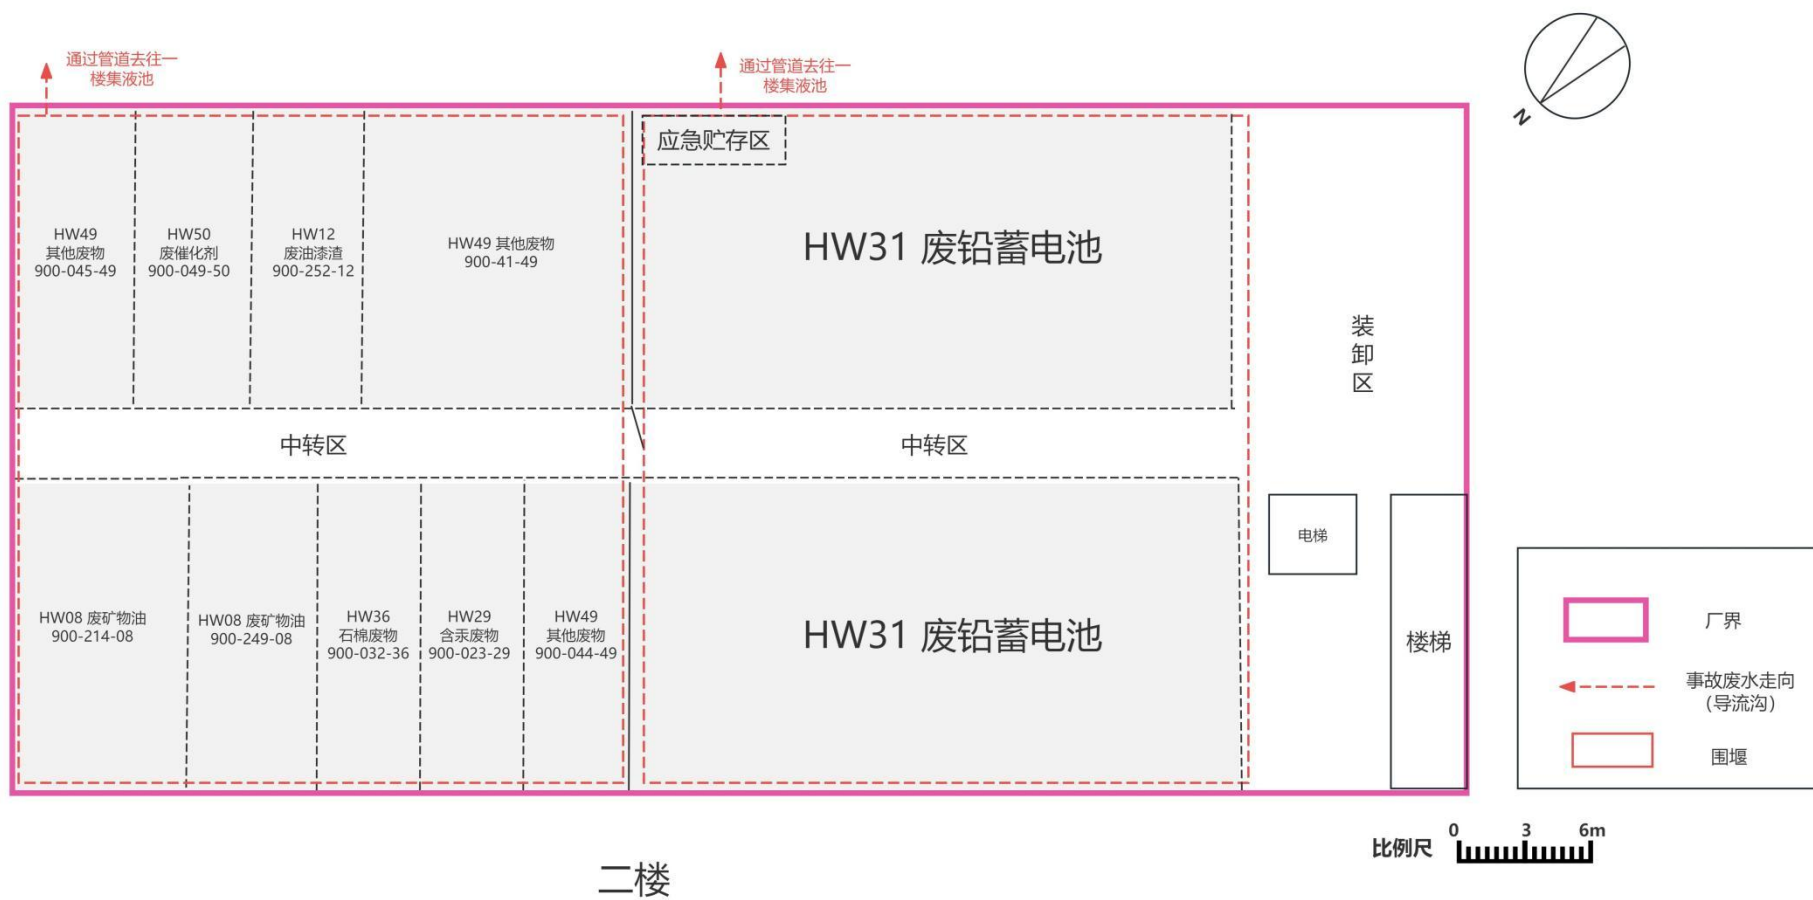 通过管道去往一
楼集液池
通过管道去往一
楼集液池
N
应急贮存区
HW49
其他废物
900-045-49
HW50
废催化剂
900-049-50
HW12
废油漆渣
900-252-12
HW49 其他废物
900-41-49
HW31 废铅蓄电池
装
卸
区
中转区
中转区
电梯
HW08 废矿物油
900-214-08
HW08 废矿物油
900-249-08
HW36
石棉废物
900-032-36
HW29
含汞废物
900-023-29
HW49
其他废物
900-044-49
HW31 废铅蓄电池
楼梯
厂界
事故废水走向
（导流沟）
围堰
比例尺
0 3 6m
二楼